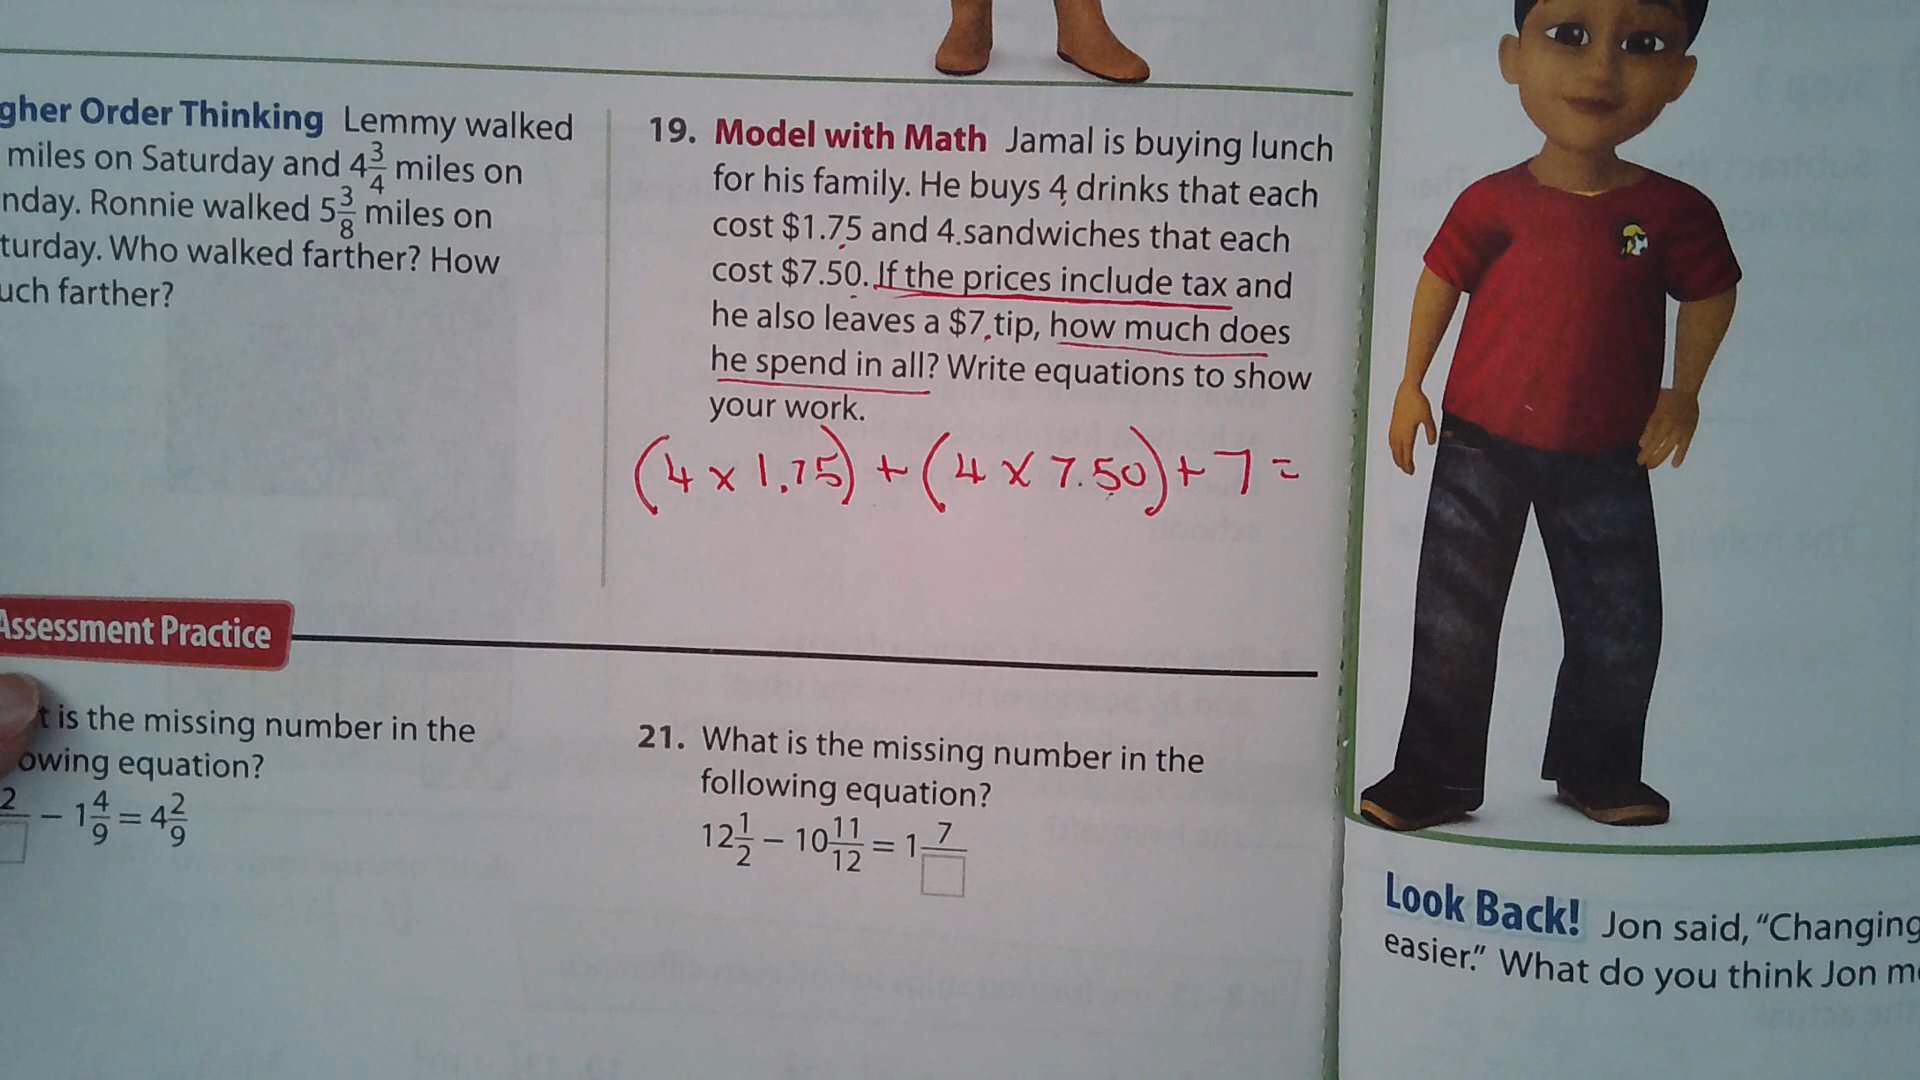 gher Order Thinking Lemmy walked
miles on Saturday and 4 3/4 miles on
nday. Ronnie walked 5 3/8 miles on
turday. Who walked farther? How
uch farther?
19. Model with Math Jamal is buying lunch
for his family. He buys 4 drinks that each
cost $1.75 and 4 sandwiches that each
cost $7.50. If the prices include tax and
he also leaves a $7 tip, how much does
he spend in all? Write equations to show
your work.
(4 x 1.75) + (4 x 7.50) + 7 =
Assessment Practice
t is the missing number in the
owing equation?
2/□ − 1 4/9 = 4 2/9
21. What is the missing number in the
following equation?
12 1/2 − 10 11/12 = 1 7/□
Look Back! Jon said, “Changing
easier.” What do you think Jon m